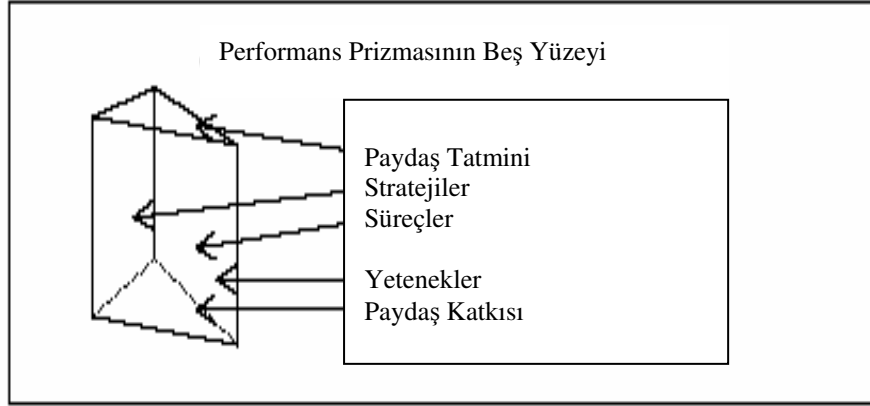 Performans Prizmasının Beş Yüzeyi
Paydaş Tatmini
Stratejiler
Süreçler
Yetenekler
Paydaş Katkısı